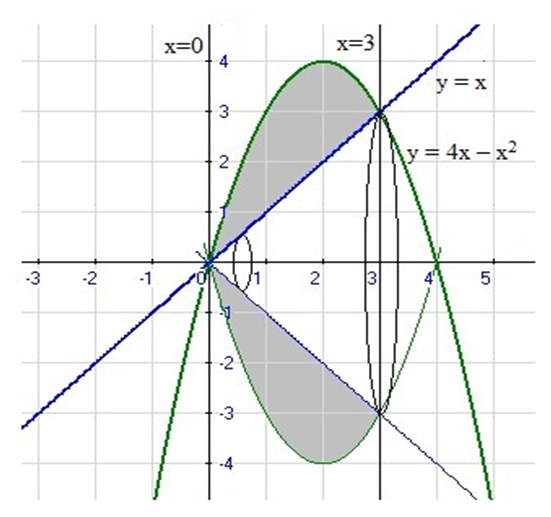 x=0
x=3
4
y = x
3
y = 4x – x²
2
1
-3 -2 -1 0 1 2 3 4 5
-1
-2
-3
-4